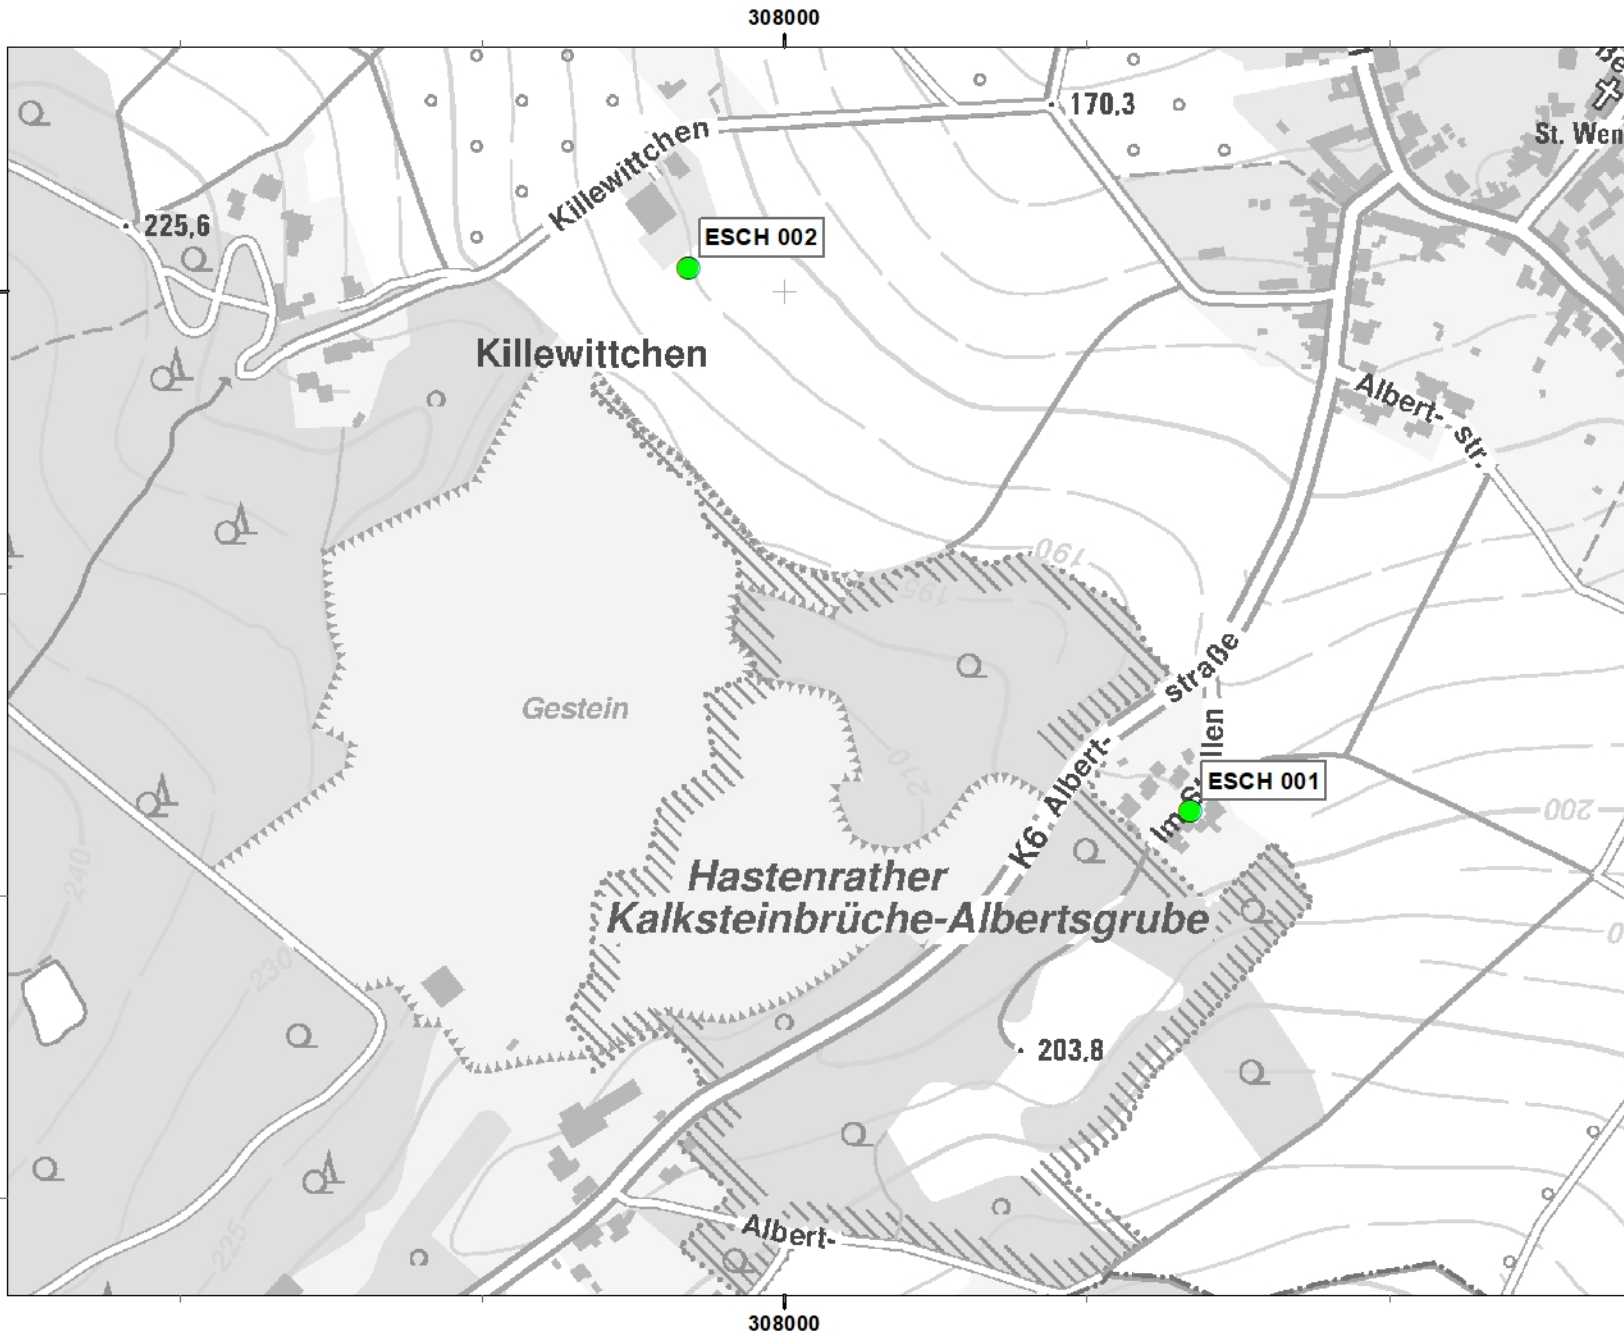 308000
170,3
St. Wen
Killewittchen
225,6
ESCH 002
Killewittchen
Albert-
str.
190
195
straße
Gestein
210
llen
ESCH 001
Im S
200
K6 Albert-
240
Hastenrather
Kalksteinbrüche-Albertsgrube
230
203,8
225
Albert-
308000